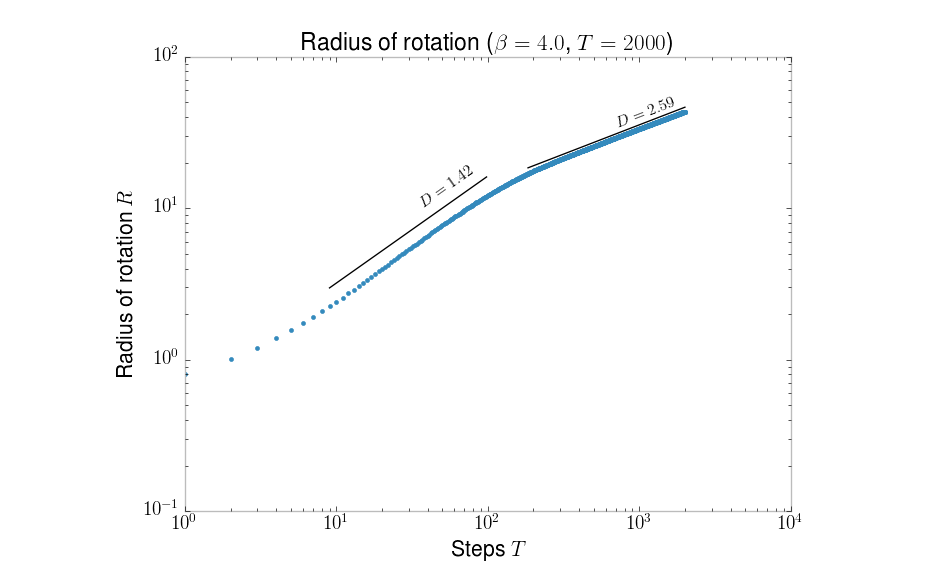 Radius of rotation (β = 4.0, T = 2000)
10²
10¹
10⁰
10⁻¹
Radius of rotation R
D = 1.42
D = 2.59
10⁰ 10¹ 10² 10³ 10⁴
Steps T